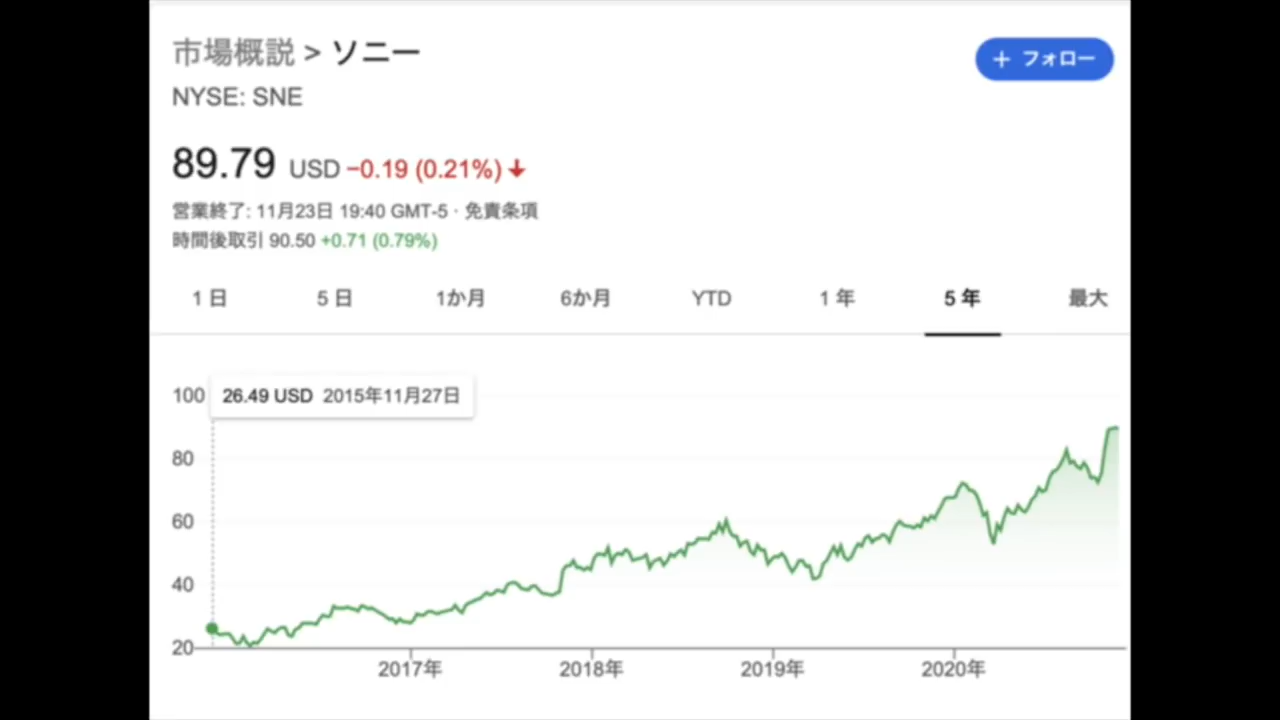 市場概説 > ソニー
+ フォロー
NYSE: SNE
89.79 USD −0.19 (0.21%) ↓
営業終了: 11月23日 19:40 GMT-5 · 免責条項
時間後取引 90.50 +0.71 (0.79%)
1 日 5 日 1か月 6か月 YTD 1 年 5 年 最大
26.49 USD 2015年11月27日
100
80
60
40
20
2017年 2018年 2019年 2020年